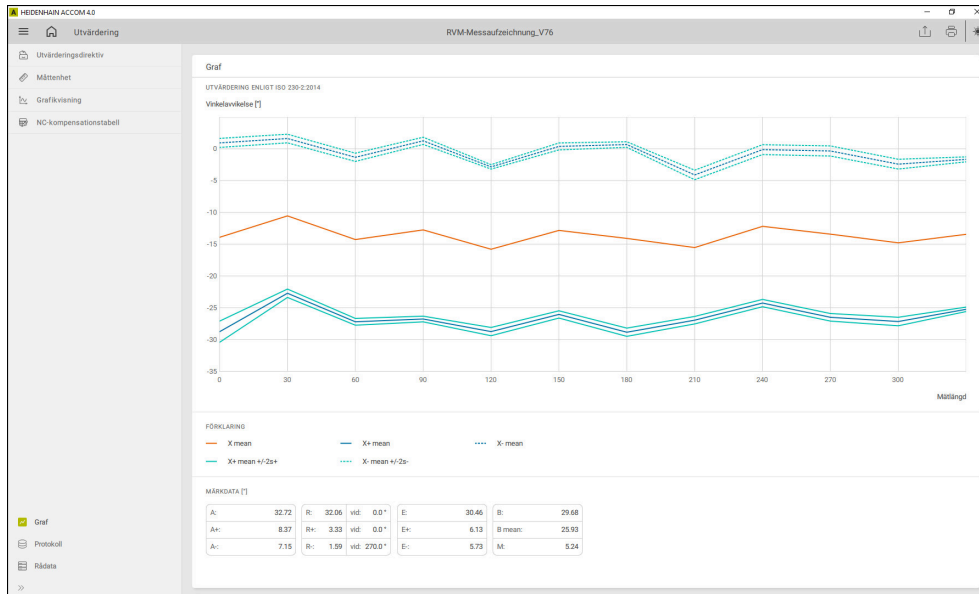 HEIDENHAIN ACCOM 4.0
Utvärdering
RVM-Messaufzeichnung_V76
Utvärderingsdirektiv
Måttenhet
Grafikvisning
NC-kompensationstabell
Graf
UTVÄRDERING ENLIGT ISO 230-2:2014
Vinkelavvikelse ["]
0
-5
-10
-15
-20
-25
-30
-35
0 30 60 90 120 150 180 210 240 270 300
Mätlängd
FÖRKLARING
X mean X+ mean X- mean
X+ mean +/-2s+ X- mean +/-2s-
MÄRKDATA ["]
A: 32.72 R: 32.06 vid: 0.0 ° E: 30.46 B: 29.68
A+: 8.37 R+: 3.33 vid: 0.0 ° E+: 6.13 B mean: 25.93
A-: 7.15 R-: 1.59 vid: 270.0 ° E-: 5.73 M: 5.24
Graf
Protokoll
Rådata